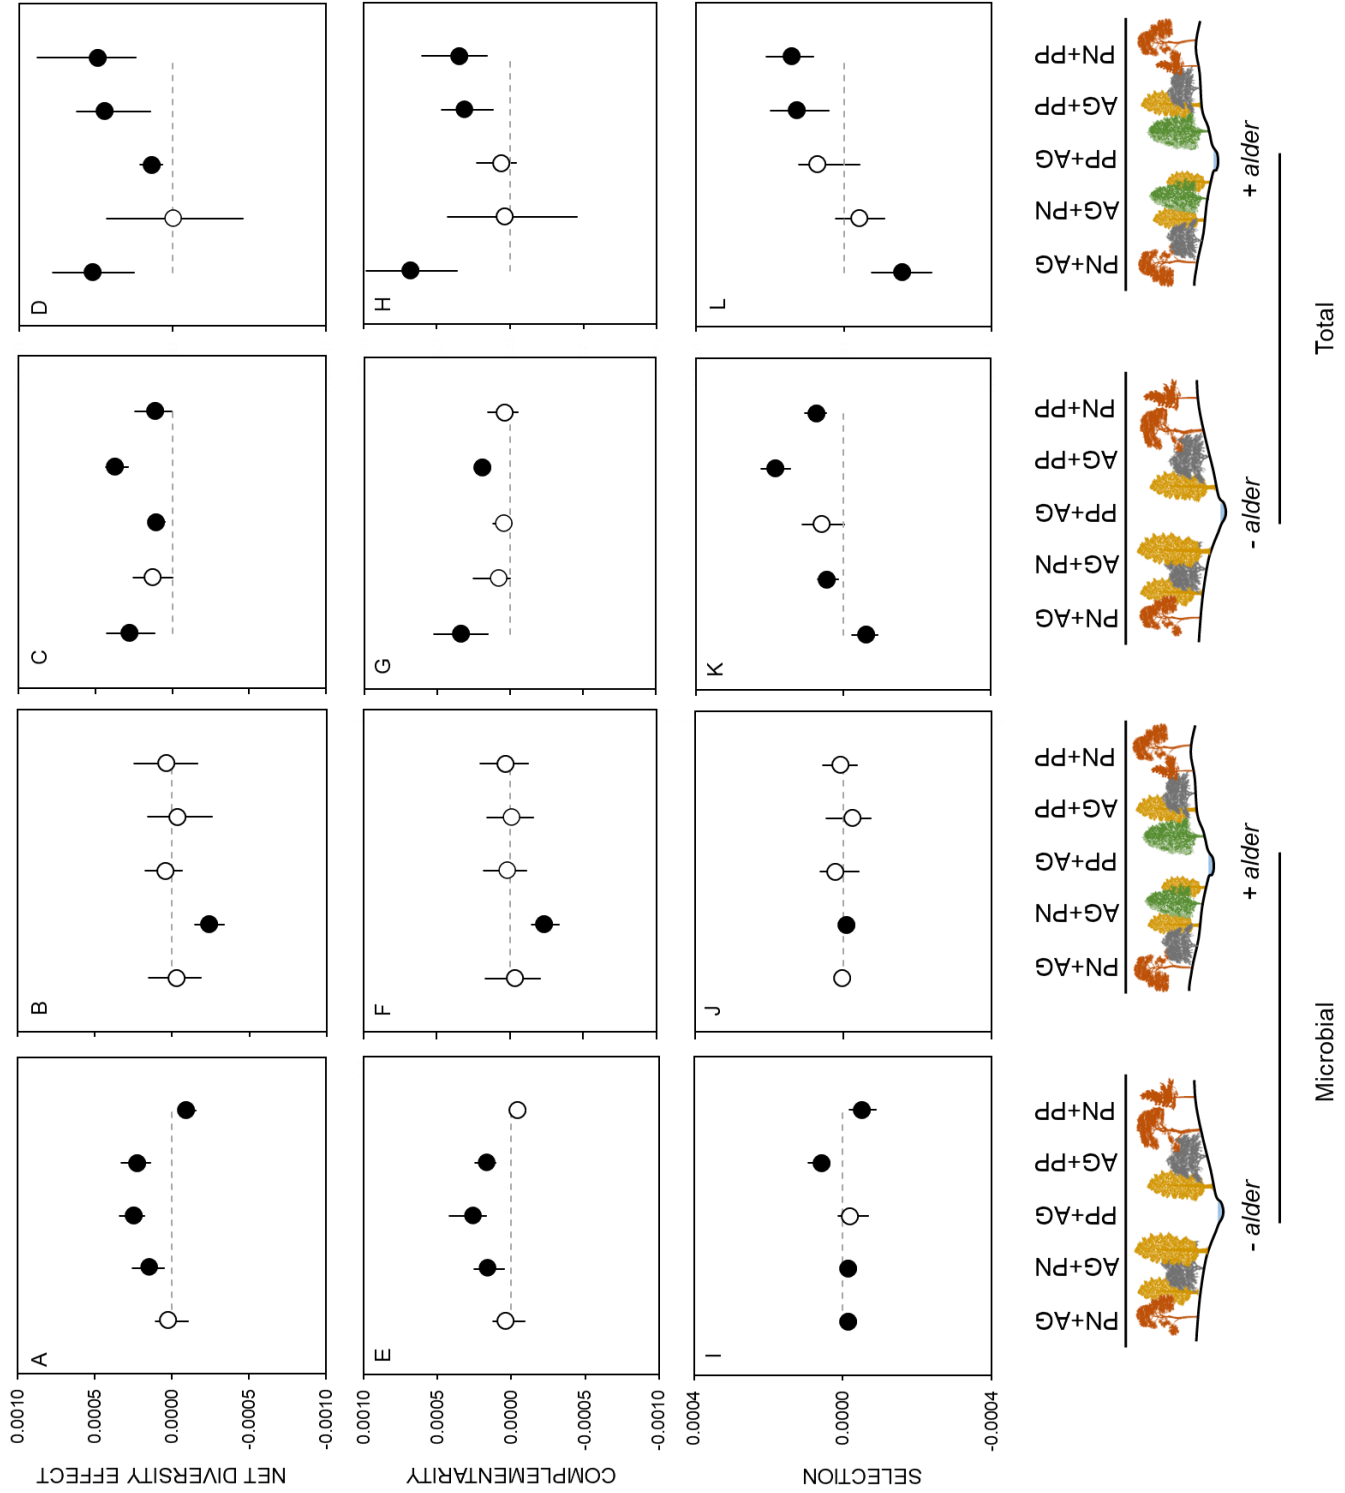 NET DIVERSITY EFFECT
0.0010
0.0005
0.0000
-0.0005
-0.0010
A
B
C
D
COMPLEMENTARITY
0.0010
0.0005
0.0000
-0.0005
-0.0010
E
F
G
H
SELECTION
0.0004
0.0000
-0.0004
I
J
K
L
PN+AG
AG+PN
PP+AG
AG+PP
PN+PP
PN+AG
AG+PN
PP+AG
AG+PP
PN+PP
PN+AG
AG+PN
PP+AG
AG+PP
PN+PP
PN+AG
AG+PN
PP+AG
AG+PP
PN+PP
- alder
+ alder
- alder
+ alder
Microbial
Total